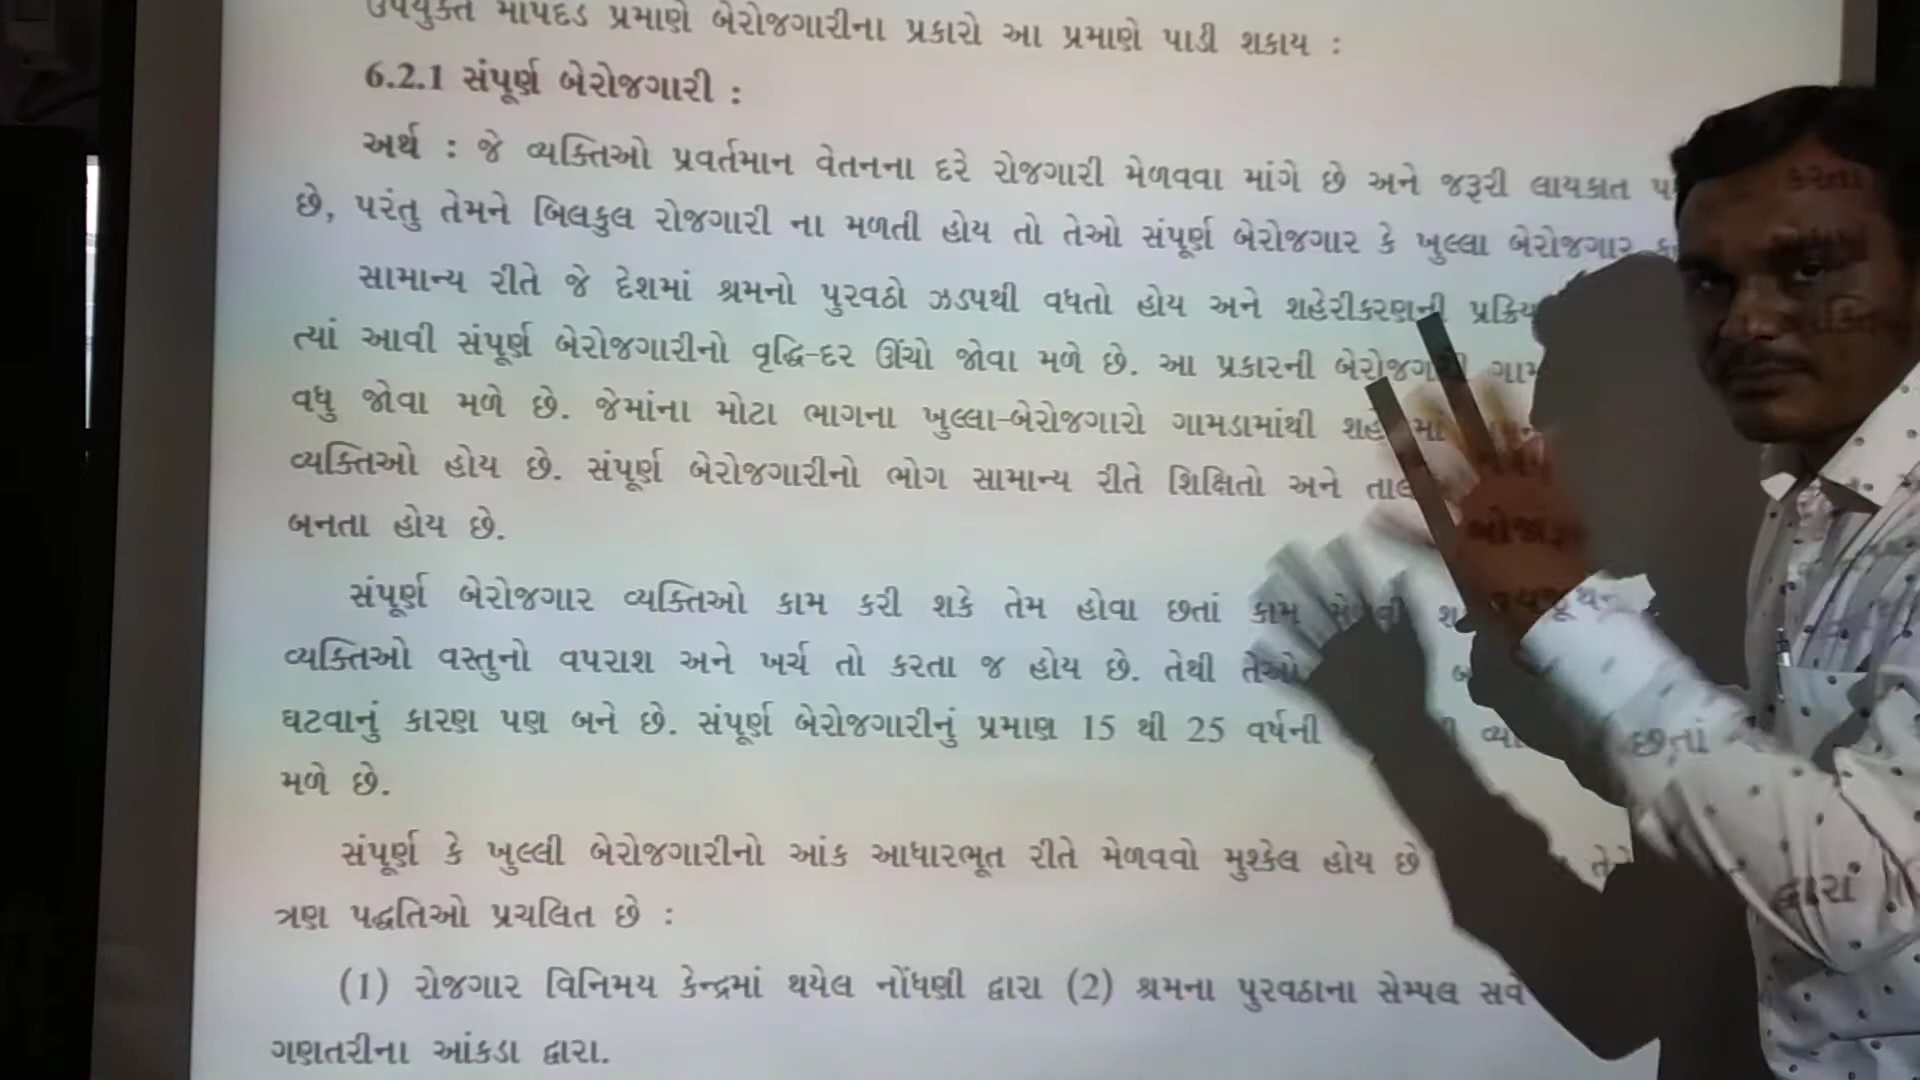 ઉપર્યુક્ત માપદંડ પ્રમાણે બેરોજગારીના પ્રકારો આ પ્રમાણે પાડી શકાય :
6.2.1 સંપૂર્ણ બેરોજગારી :
અર્થ : જે વ્યક્તિઓ પ્રવર્તમાન વેતનના દરે રોજગારી મેળવવા માંગે છે અને જરૂરી લાયકાત
છે, પરંતુ તેમને બિલકુલ રોજગારી ના મળતી હોય તો તેઓ સંપૂર્ણ બેરોજગાર કે ખુલ્લા બેરોજગાર
સામાન્ય રીતે જે દેશમાં શ્રમનો પુરવઠો ઝડપથી વધતો હોય અને શહેરીકરણની
ત્યાં આવી સંપૂર્ણ બેરોજગારીનો વૃદ્ધિ-દર ઊંચો જોવા મળે છે. આ પ્રકારની
વધુ જોવા મળે છે. જેમાંના મોટા ભાગના ખુલ્લા-બેરોજગારો ગામડામાંથી
વ્યક્તિઓ હોય છે. સંપૂર્ણ બેરોજગારીનો ભોગ સામાન્ય રીતે શિક્ષિતો અને
બનતા હોય છે.
સંપૂર્ણ બેરોજગાર વ્યક્તિઓ કામ કરી શકે તેમ હોવા છતાં કામ
વ્યક્તિઓ વસ્તુનો વપરાશ અને ખર્ચ તો કરતા જ હોય છે. તેથી તેઓ
ઘટવાનું કારણ પણ બને છે. સંપૂર્ણ બેરોજગારીનું પ્રમાણ 15 થી 25 વર્ષની
મળે છે.
સંપૂર્ણ કે ખુલ્લી બેરોજગારીનો આંક આધારભૂત રીતે મેળવવો મુશ્કેલ હોય છે
ત્રણ પદ્ધતિઓ પ્રચલિત છે :
(1) રોજગાર વિનિમય કેન્દ્રમાં થયેલ નોંધણી દ્વારા (2) શ્રમના પુરવઠાના સેમ્પલ
ગણતરીના આંકડા દ્વારા.